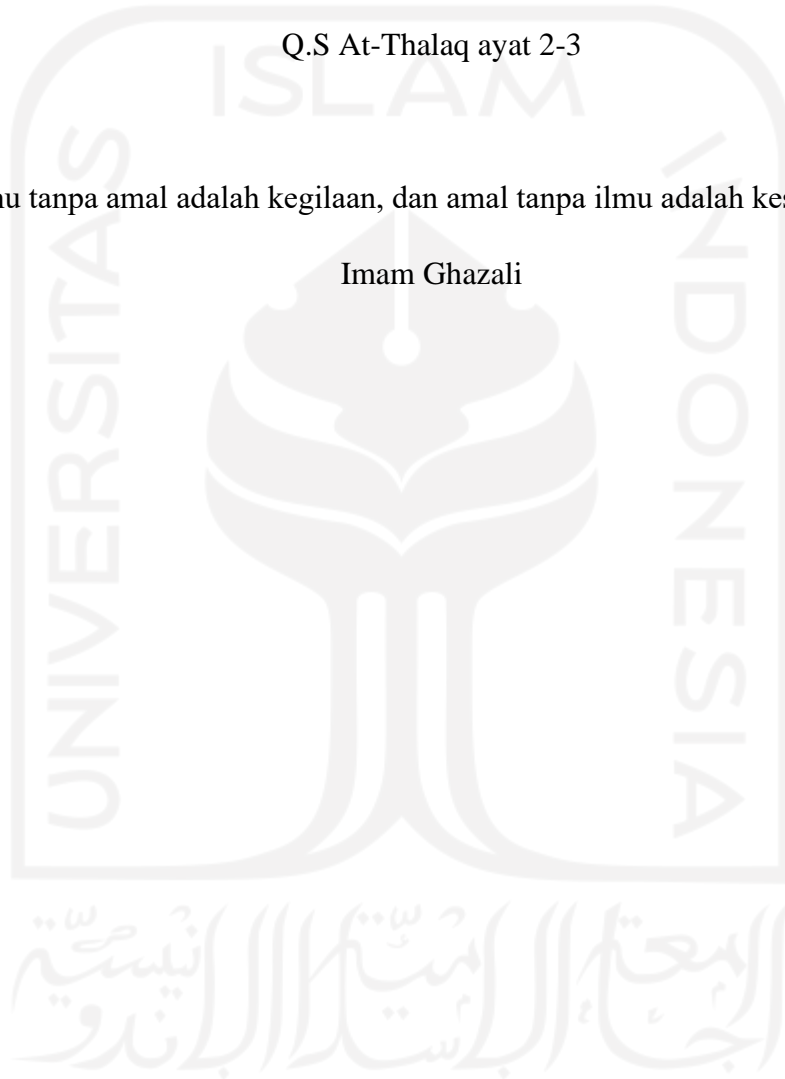 Q.S At-Thalaq ayat 2-3
ISLAM
tanpa amal adalah kegilaan, dan amal tanpa ilmu adalah
Imam Ghazali
UNIVERSITAS
INDONESIA